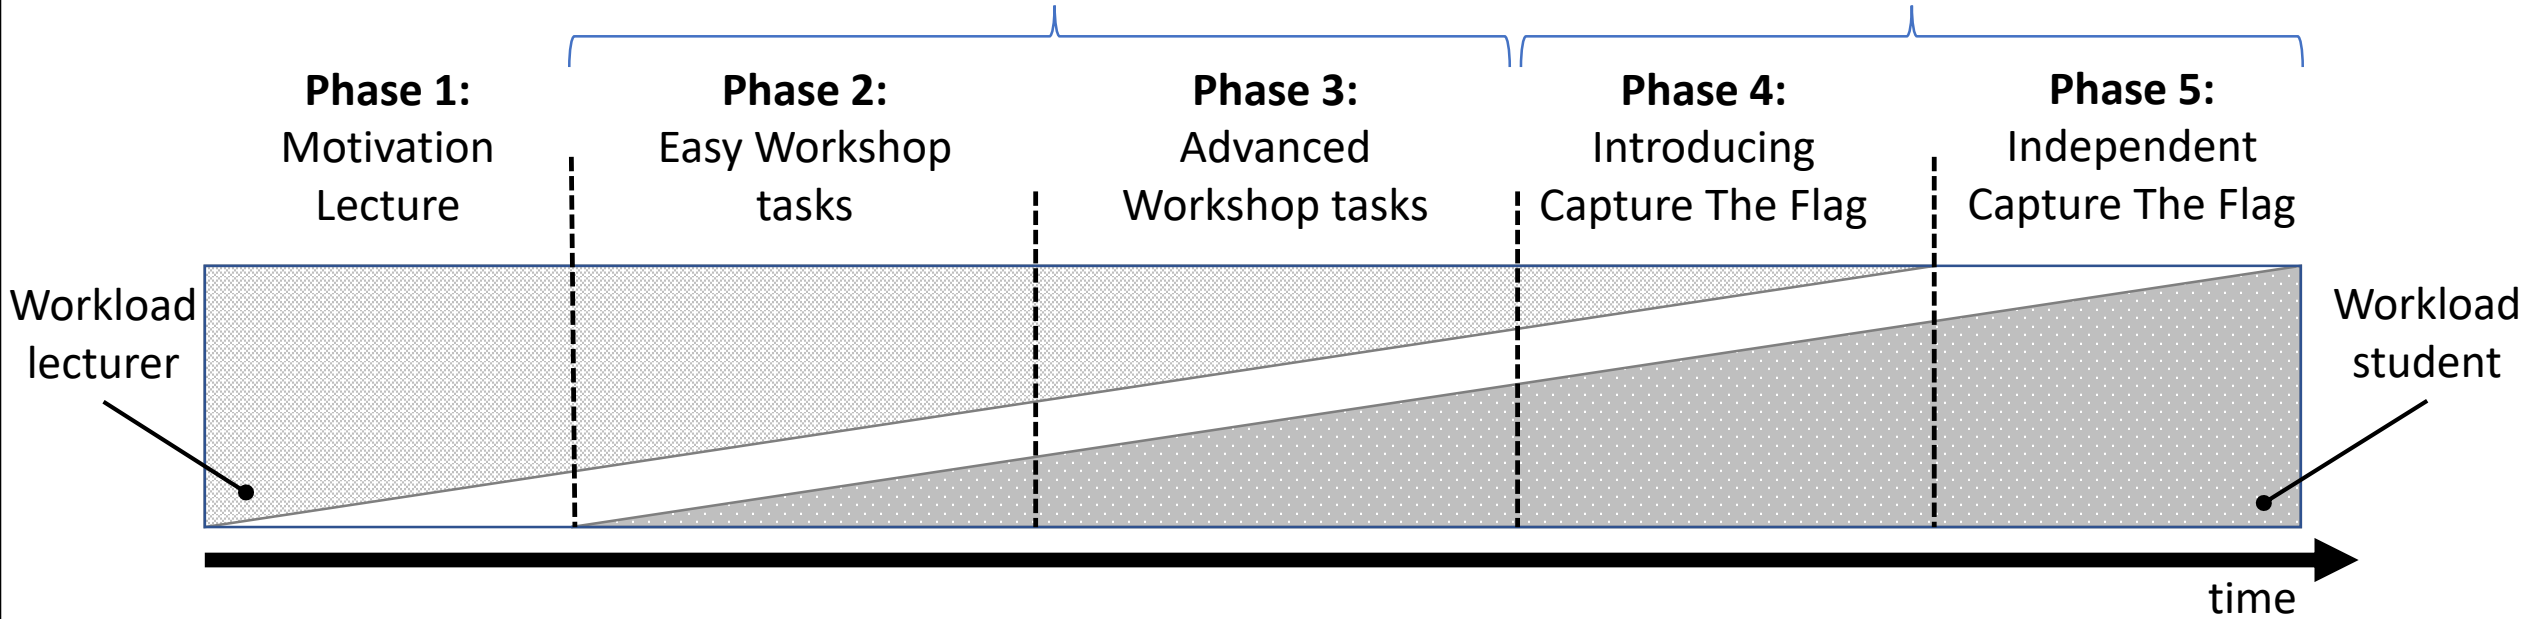 Phase 1:
Motivation
Lecture
Phase 2:
Easy Workshop
tasks
Phase 3:
Advanced
Workshop tasks
Phase 4:
Introducing
Capture The Flag
Phase 5:
Independent
Capture The Flag
Workload
lecturer
Workload
student
time